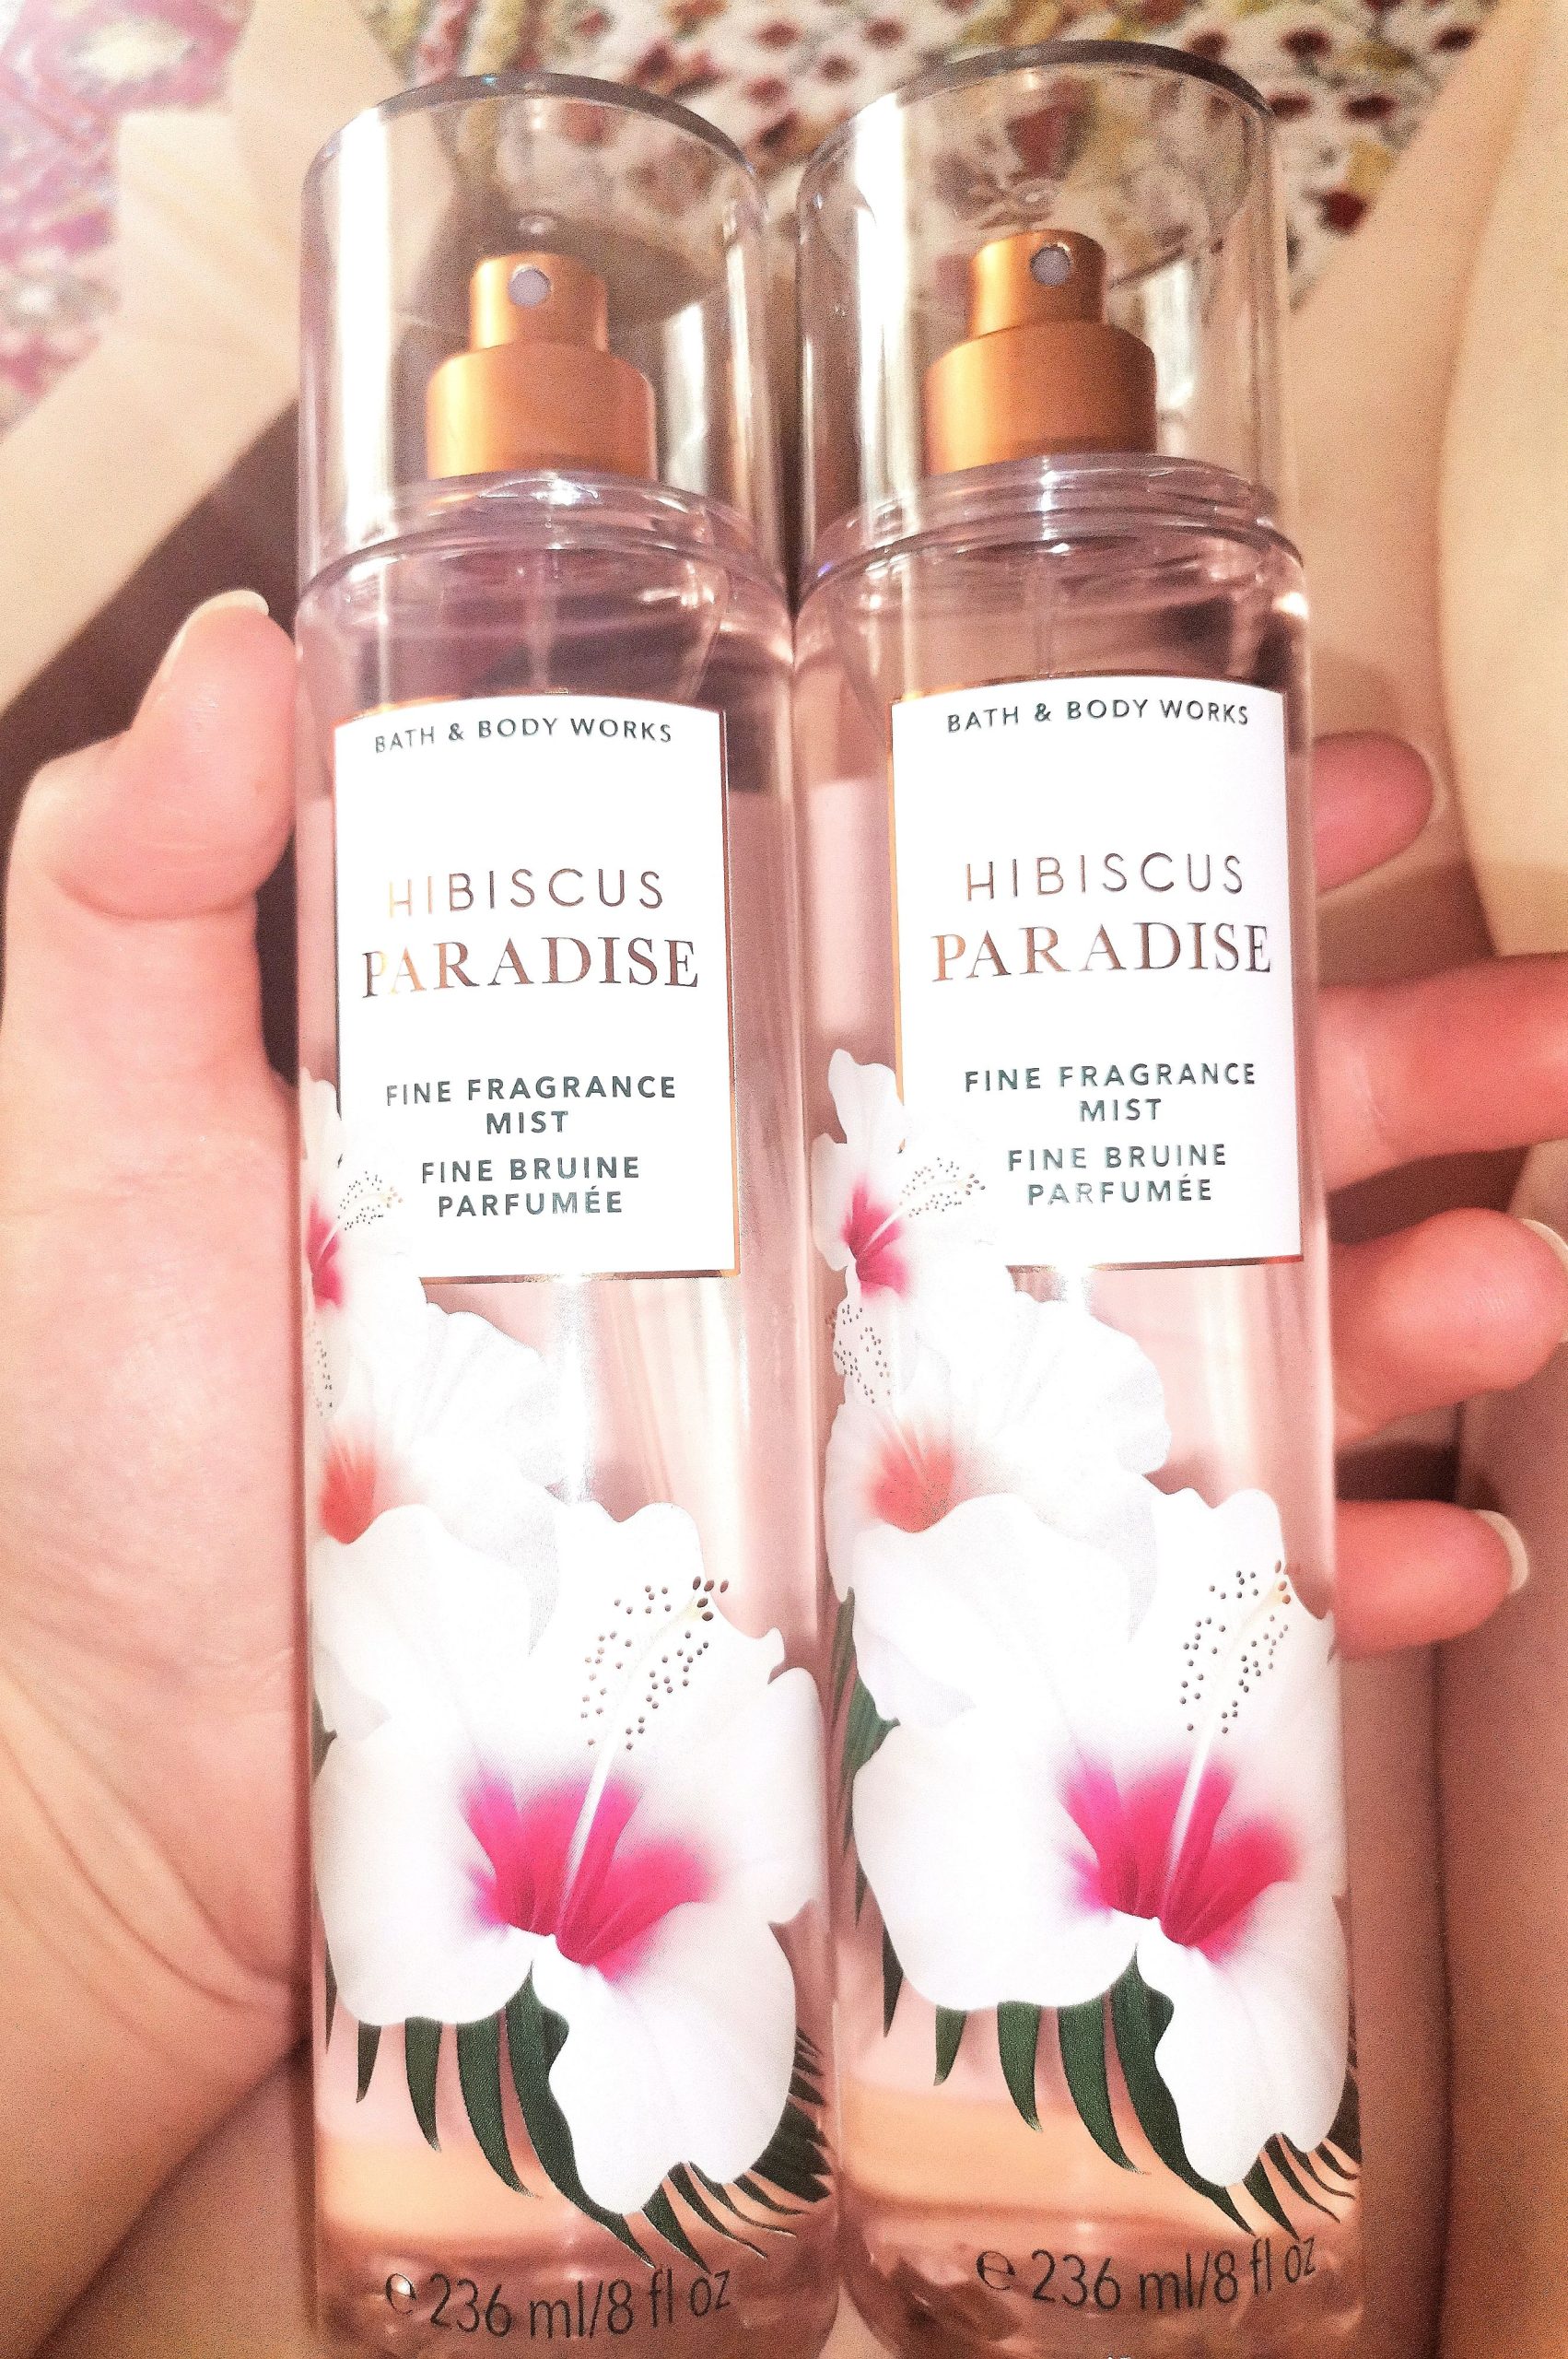 BATH & BODY WORKS
HIBISCUS
PARADISE
FINE FRAGRANCE
MIST
FINE BRUINE
PARFUMÉE
℮ 236 ml/8 fl oz
BATH & BODY WORKS
HIBISCUS
PARADISE
FINE FRAGRANCE
MIST
FINE BRUINE
PARFUMÉE
℮ 236 ml/8 fl oz